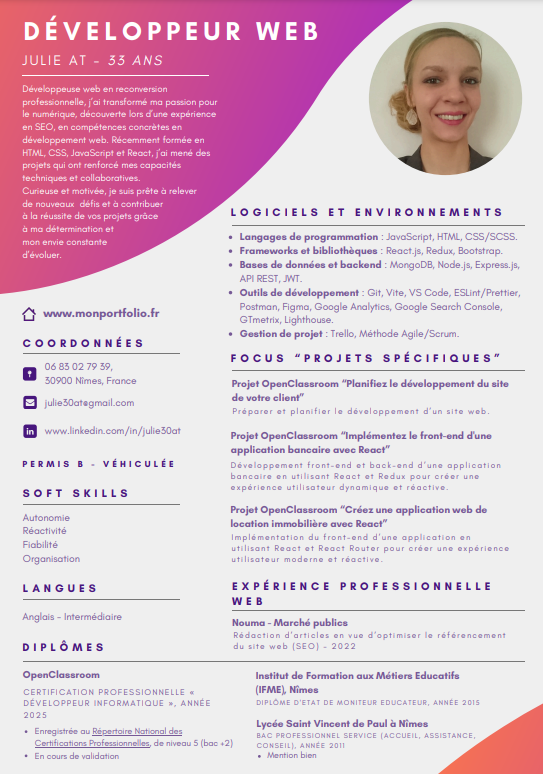 DÉVELOPPEUR WEB
JULIE AT - 33 ANS
Développeuse web en reconversion
professionnelle, j'ai transformé ma passion pour
le numérique, découverte lors d'une expérience
en SEO, en compétences concrètes en
développement web. Récemment formée en
HTML, CSS, JavaScript et React, j'ai mené des
projets qui ont renforcé mes capacités
techniques et collaboratives.
Curieuse et motivée, je suis prête à relever
de nouveaux défis et à contribuer
à la réussite de vos projets grâce
à ma détermination et
mon envie constante
d'évoluer.
www.monportfolio.fr
COORDONNÉES
06 83 02 79 39,
30900 Nîmes, France
julie30at@gmail.com
www.linkedin.com/in/julie30at
PERMIS B - VÉHICULÉE
SOFT SKILLS
Autonomie
Réactivité
Fiabilité
Organisation
LANGUES
Anglais - Intermédiaire
LOGICIELS ET ENVIRONNEMENTS
• Langages de programmation : JavaScript, HTML, CSS/SCSS.
• Frameworks et bibliothèques : React.js, Redux, Bootstrap.
• Bases de données et backend : MongoDB, Node.js, Express.js,
API REST, JWT.
• Outils de développement : Git, Vite, VS Code, ESLint/Prettier,
Postman, Figma, Google Analytics, Google Search Console,
GTmetrix, Lighthouse.
• Gestion de projet : Trello, Méthode Agile/Scrum.
FOCUS “PROJETS SPÉCIFIQUES”
Projet OpenClassroom “Planifiez le développement du site
de votre client”
Préparer et planifier le développement d'un site web.
Projet OpenClassroom “Implémentez le front-end d'une
application bancaire avec React”
Développement front-end et back-end d'une application
bancaire en utilisant React et Redux pour créer une
expérience utilisateur dynamique et réactive.
Projet OpenClassroom “Créez une application web de
location immobilière avec React”
Implémentation du front-end d'une application en
utilisant React et React Router pour créer une expérience
utilisateur moderne et réactive.
EXPÉRIENCE PROFESSIONNELLE
WEB
Nouma - Marché publics
Rédaction d'articles en vue d'optimiser le référencement
du site web (SEO) - 2022
DIPLÔMES
OpenClassroom
CERTIFICATION PROFESSIONNELLE «
DÉVELOPPEUR INFORMATIQUE », ANNÉE
2025
• Enregistrée au Répertoire National des
Certifications Professionnelles, de niveau 5 (bac +2)
• En cours de validation
Institut de Formation aux Métiers Educatifs
(IFME), Nîmes
DIPLÔME D'ETAT DE MONITEUR EDUCATEUR, ANNÉE 2015
Lycée Saint Vincent de Paul à Nîmes
BAC PROFESSIONNEL SERVICE (ACCUEIL, ASSISTANCE,
CONSEIL), ANNÉE 2011
• Mention bien